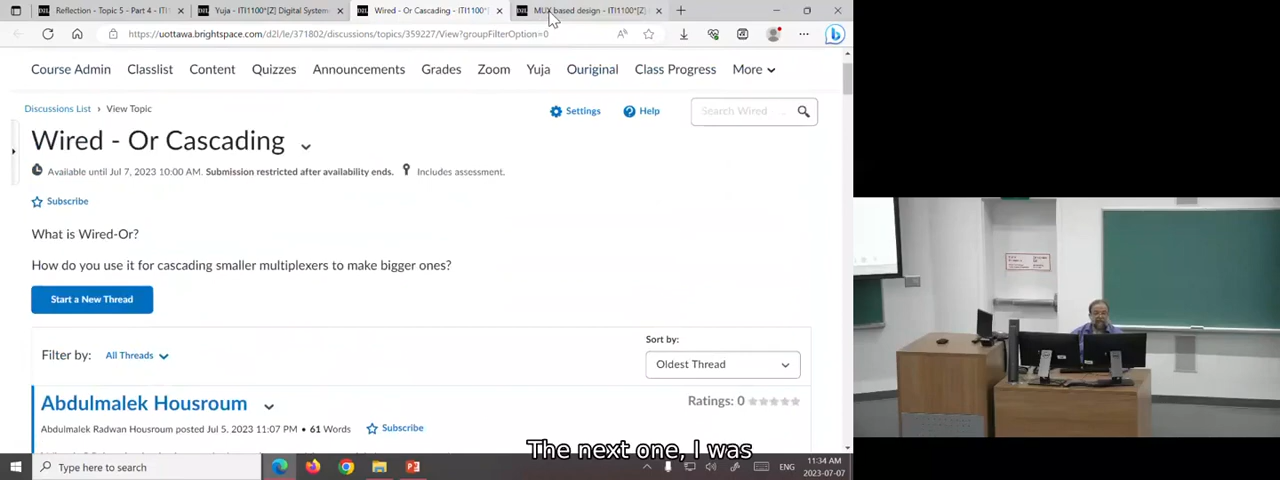 Reflection - Topic 5 - Part 4 - ITI1
Yuja - ITI1100*[Z] Digital System
Wired - Or Cascading - ITI1100*[
MUX based design - ITI1100*[Z]
https://uottawa.brightspace.com/d2l/le/371802/discussions/topics/359227/View?groupFilterOption=0
Course Admin Classlist Content Quizzes Announcements Grades Zoom Yuja Ouriginal Class Progress More
Discussions List › View Topic
Settings Help Search Wired ...
Wired - Or Cascading
Available until Jul 7, 2023 10:00 AM. Submission restricted after availability ends. Includes assessment.
Subscribe
What is Wired-Or?
How do you use it for cascading smaller multiplexers to make bigger ones?
Start a New Thread
Sort by:
Filter by: All Threads
Oldest Thread
Abdulmalek Housroum
Ratings: 0
Abdulmalek Radwan Housroum posted Jul 5, 2023 11:07 PM • 61 Words Subscribe
The next one, I was
Type here to search
ENG
11:34 AM
2023-07-07